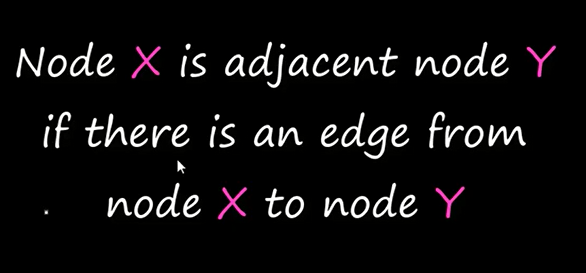 Node X is adjacent node Y
if there is an edge from
node X to node Y